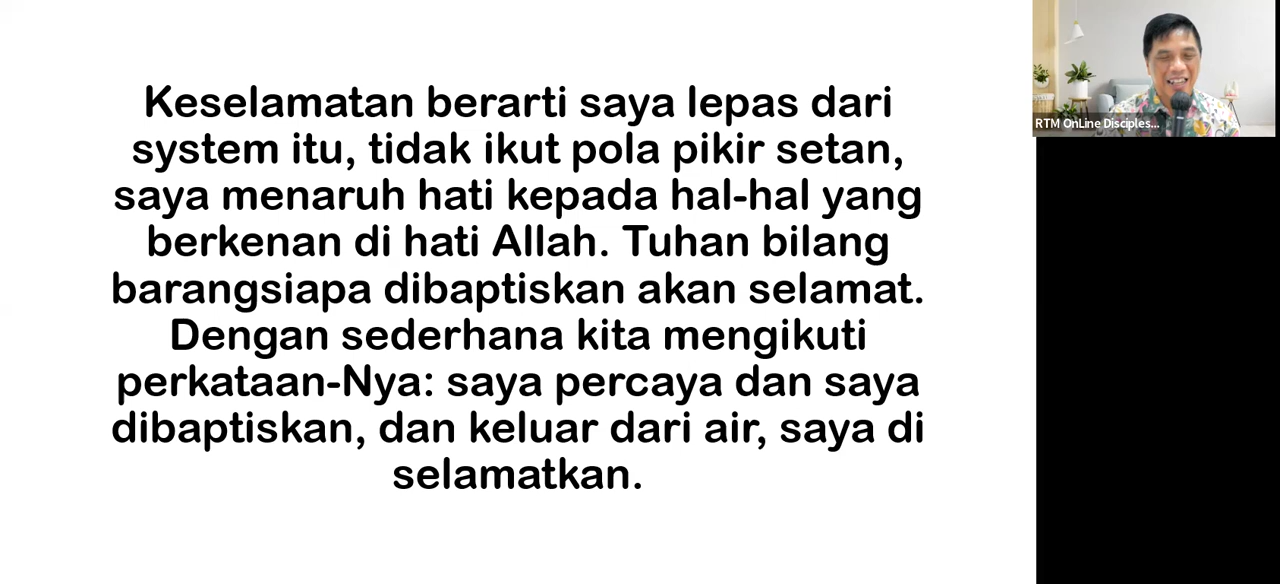 Keselamatan berarti saya lepas dari
system itu, tidak ikut pola pikir setan,
saya menaruh hati kepada hal-hal yang
berkenan di hati Allah. Tuhan bilang
barangsiapa dibaptiskan akan selamat.
Dengan sederhana kita mengikuti
perkataan-Nya: saya percaya dan saya
dibaptiskan, dan keluar dari air, saya di
selamatkan.
RTM OnLine Disciples...